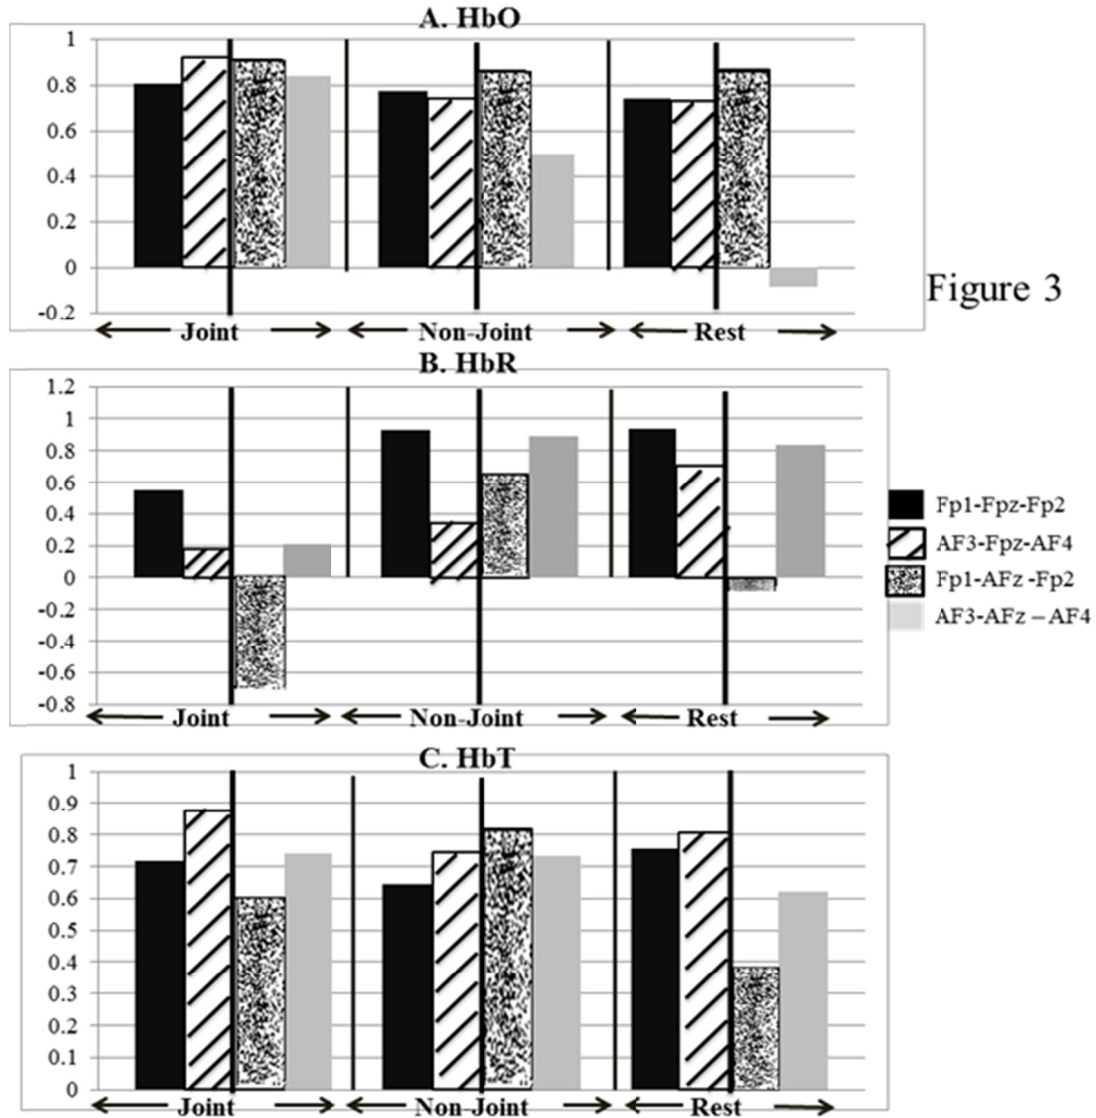 A. HbO
1
0.8
0.6
0.4
0.2
0
-0.2
Joint Non-Joint Rest
Figure 3
B. HbR
1.2
1
0.8
0.6
0.4
0.2
0
-0.2
-0.4
-0.6
-0.8
Joint Non-Joint Rest
Fp1-Fpz-Fp2
AF3-Fpz-AF4
Fp1-AFz -Fp2
AF3-AFz – AF4
C. HbT
1
0.9
0.8
0.7
0.6
0.5
0.4
0.3
0.2
0.1
0
Joint Non-Joint Rest